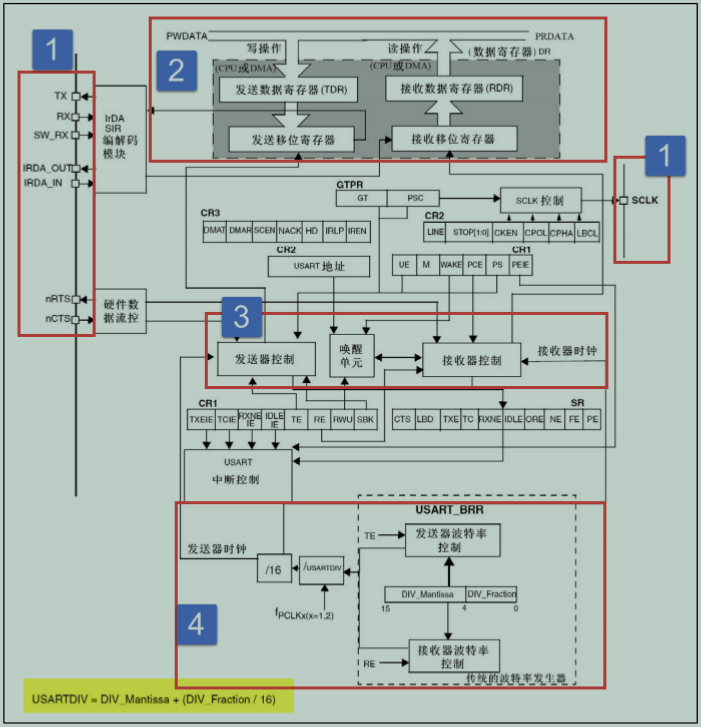 PWDATA
PRDATA
1
2
写操作
读操作
(数据寄存器) DR
(CPU或DMA)
(CPU或DMA)
发送数据寄存器(TDR)
接收数据寄存器(RDR)
TX
RX
SW_RX
IRDA_OUT
IRDA_IN
IrDA
SIR
编解码
模块
发送移位寄存器
接收移位寄存器
1
GTPR
GT
PSC
SCLK 控制
SCLK
CR3
DMAT DMAR SCEN NACK HD IRLP IREN
CR2
LINE STOP[1:0] CKEN CPOL CPHA LBCL
CR2
USART 地址
CR1
UE M WAKE PCE PS PEIE
nRTS
nCTS
硬件数
据流控
3
发送器控制
唤醒
单元
接收器控制
接收器时钟
CR1
TXEIE TCIE RXNE IE IDLE IE TE RE RWU SBK
SR
CTS LBD TXE TC RXNE IDLE ORE NE FE PE
USART
中断控制
USART_BRR
发送器时钟
TE
发送器波特率
控制
/16
/USARTDIV
DIV_Mantissa DIV_Fraction
15 4 0
fPCLKx(x=1,2)
4
接收器波特率
控制
RE
传统的波特率发生器
USARTDIV = DIV_Mantissa + (DIV_Fraction / 16)